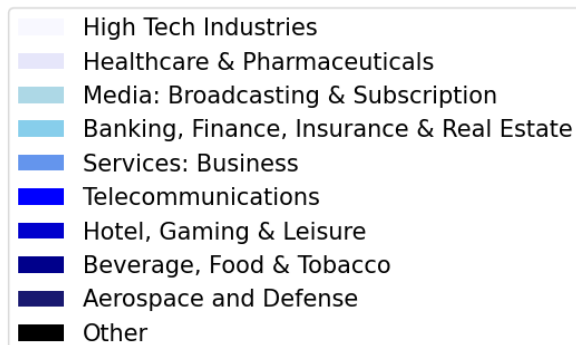 High Tech Industries
Healthcare & Pharmaceuticals
Media: Broadcasting & Subscription
Banking, Finance, Insurance & Real Estate
Services: Business
Telecommunications
Hotel, Gaming & Leisure
Beverage, Food & Tobacco
Aerospace and Defense
Other